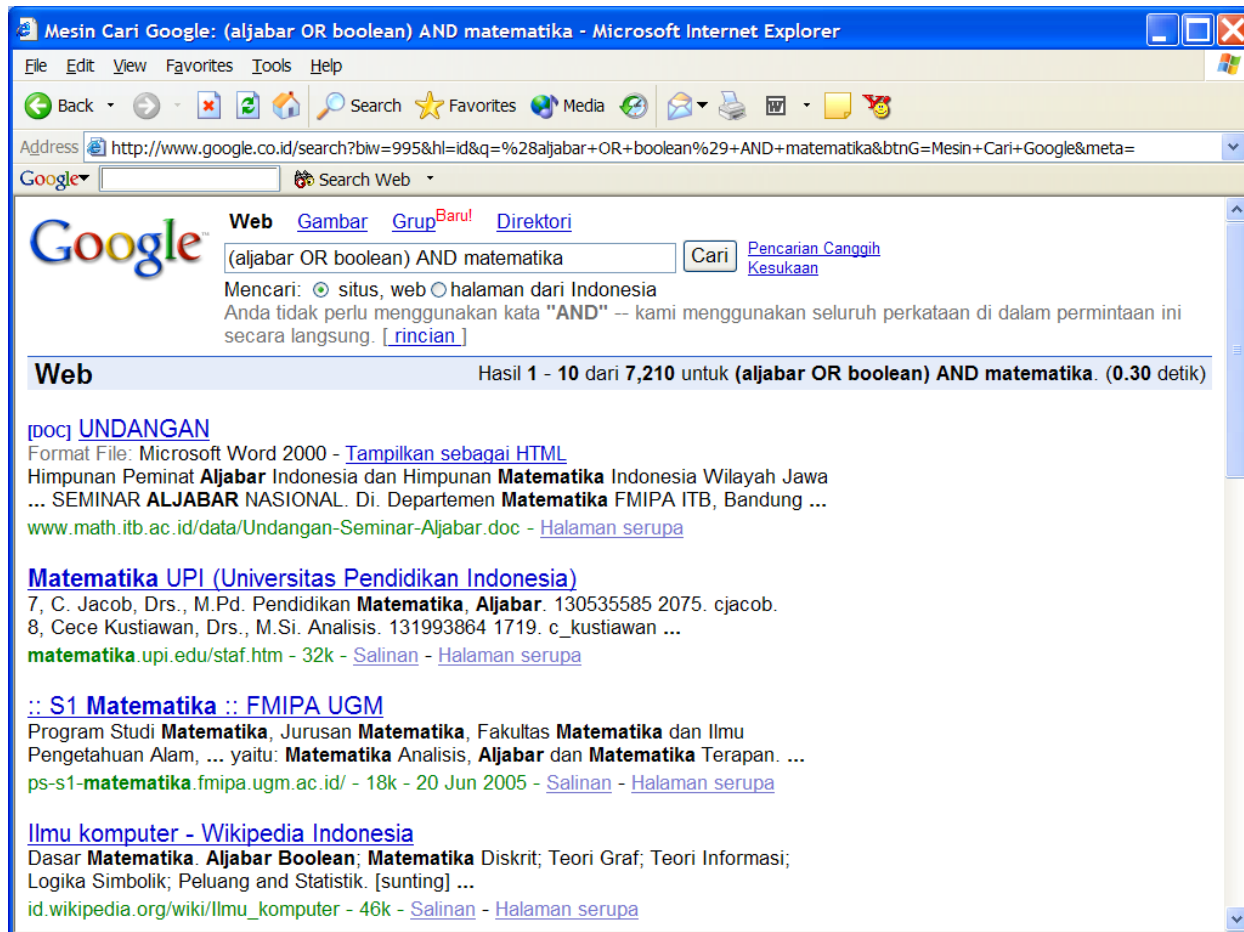 Mesin Cari Google: (aljabar OR boolean) AND matematika - Microsoft Internet Explorer
File Edit View Favorites Tools Help
Back Search Favorites Media
Address http://www.google.co.id/search?biw=995&hl=id&q=%28aljabar+OR+boolean%29+AND+matematika&btnG=Mesin+Cari+Google&meta=
Google Search Web
Google™ Web Gambar Grup Baru! Direktori
(aljabar OR boolean) AND matematika Cari Pencarian Canggih
Kesukaan
Mencari: situs, web halaman dari Indonesia
Anda tidak perlu menggunakan kata "AND" -- kami menggunakan seluruh perkataan di dalam permintaan ini
secara langsung. [ rincian ]
Web Hasil 1 - 10 dari 7,210 untuk (aljabar OR boolean) AND matematika. (0.30 detik)
[DOC] UNDANGAN
Format File: Microsoft Word 2000 - Tampilkan sebagai HTML
Himpunan Peminat Aljabar Indonesia dan Himpunan Matematika Indonesia Wilayah Jawa
... SEMINAR ALJABAR NASIONAL. Di. Departemen Matematika FMIPA ITB, Bandung ...
www.math.itb.ac.id/data/Undangan-Seminar-Aljabar.doc - Halaman serupa
Matematika UPI (Universitas Pendidikan Indonesia)
7, C. Jacob, Drs., M.Pd. Pendidikan Matematika, Aljabar. 130535585 2075. cjacob.
8, Cece Kustiawan, Drs., M.Si. Analisis. 131993864 1719. c_kustiawan ...
matematika.upi.edu/staf.htm - 32k - Salinan - Halaman serupa
:: S1 Matematika :: FMIPA UGM
Program Studi Matematika, Jurusan Matematika, Fakultas Matematika dan Ilmu
Pengetahuan Alam, ... yaitu: Matematika Analisis, Aljabar dan Matematika Terapan. ...
ps-s1-matematika.fmipa.ugm.ac.id/ - 18k - 20 Jun 2005 - Salinan - Halaman serupa
Ilmu komputer - Wikipedia Indonesia
Dasar Matematika. Aljabar Boolean; Matematika Diskrit; Teori Graf; Teori Informasi;
Logika Simbolik; Peluang and Statistik. [sunting] ...
id.wikipedia.org/wiki/Ilmu_komputer - 46k - Salinan - Halaman serupa